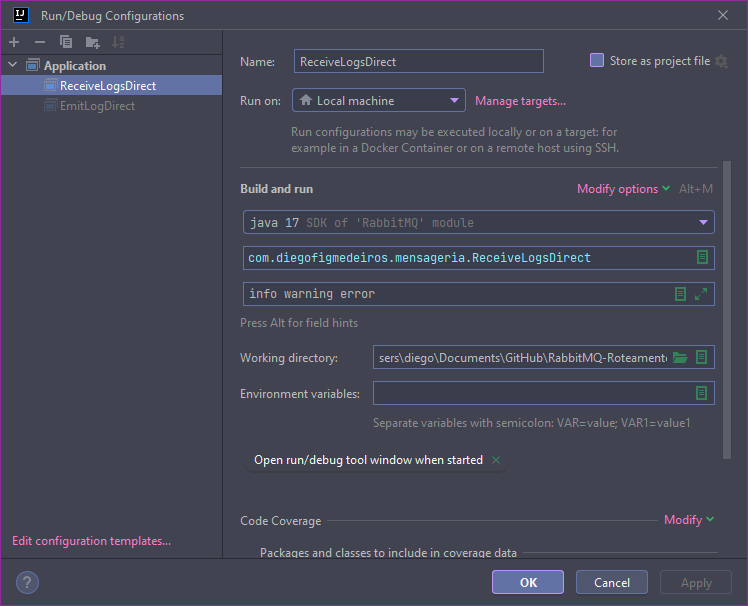 IJ Run/Debug Configurations
Application
ReceiveLogsDirect
EmitLogDirect
Edit configuration templates...
Name: ReceiveLogsDirect Store as project file
Run on: Local machine Manage targets...
Run configurations may be executed locally or on a target: for
example in a Docker Container or on a remote host using SSH.
Build and run Modify options Alt+M
java 17 SDK of 'RabbitMQ' module
com.diegofigmedeiros.mensageria.ReceiveLogsDirect
info warning error
Press Alt for field hints
Working directory: sers\diego\Documents\GitHub\RabbitMQ-Roteamento
Environment variables:
Separate variables with semicolon: VAR=value; VAR1=value1
Open run/debug tool window when started
Code Coverage Modify
Packages and classes to include in coverage data
? OK Cancel Apply